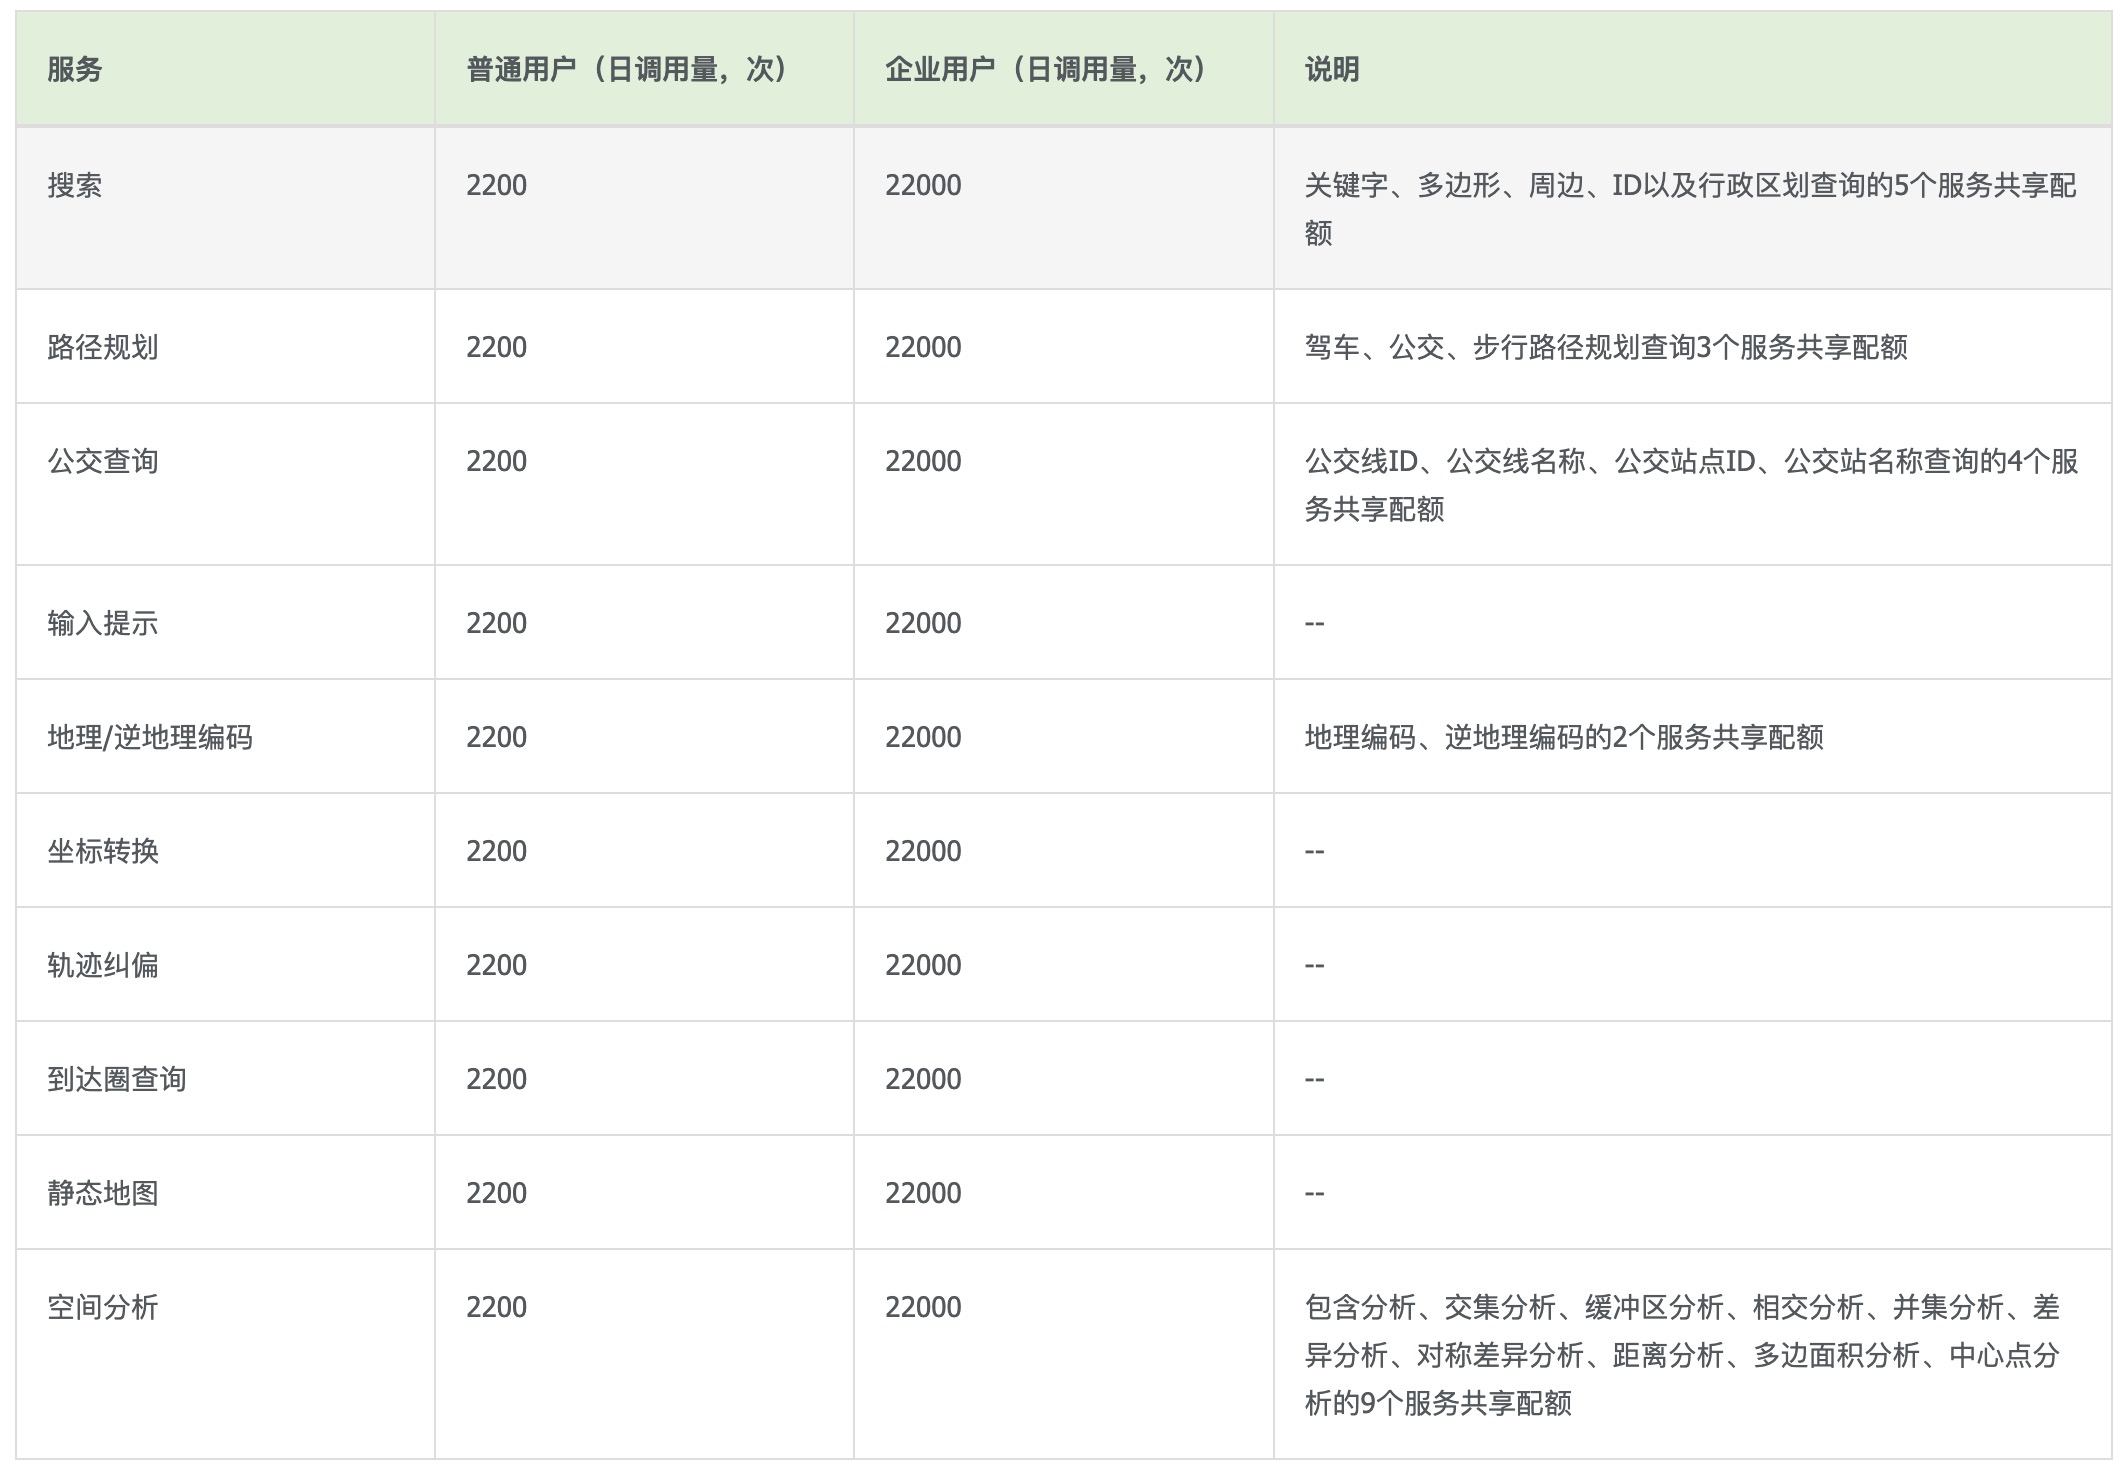 服务 普通用户（日调用量，次） 企业用户（日调用量，次） 说明
搜索 2200 22000 关键字、多边形、周边、ID以及行政区划查询的5个服务共享配
额
路径规划 2200 22000 驾车、公交、步行路径规划查询3个服务共享配额
公交查询 2200 22000 公交线ID、公交线名称、公交站点ID、公交站名称查询的4个服
务共享配额
输入提示 2200 22000 --
地理/逆地理编码 2200 22000 地理编码、逆地理编码的2个服务共享配额
坐标转换 2200 22000 --
轨迹纠偏 2200 22000 --
到达圈查询 2200 22000 --
静态地图 2200 22000 --
空间分析 2200 22000 包含分析、交集分析、缓冲区分析、相交分析、并集分析、差
异分析、对称差异分析、距离分析、多边面积分析、中心点分
析的9个服务共享配额